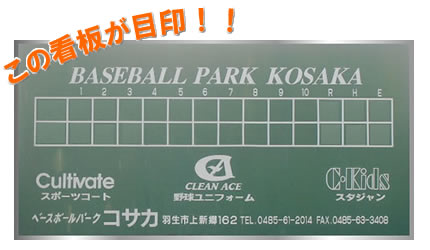 この看板が目印！！
BASEBALL PARK KOSAKA
1 2 3 4 5 6 7 8 9 10 R H E
Cultivate
スポーツコート
CLEAN ACE
野球ユニフォーム
C・Kids
スタジャン
ベースボールパーク コサカ 羽生市上新郷162 TEL.0485-61-2014 FAX.0485-63-3408